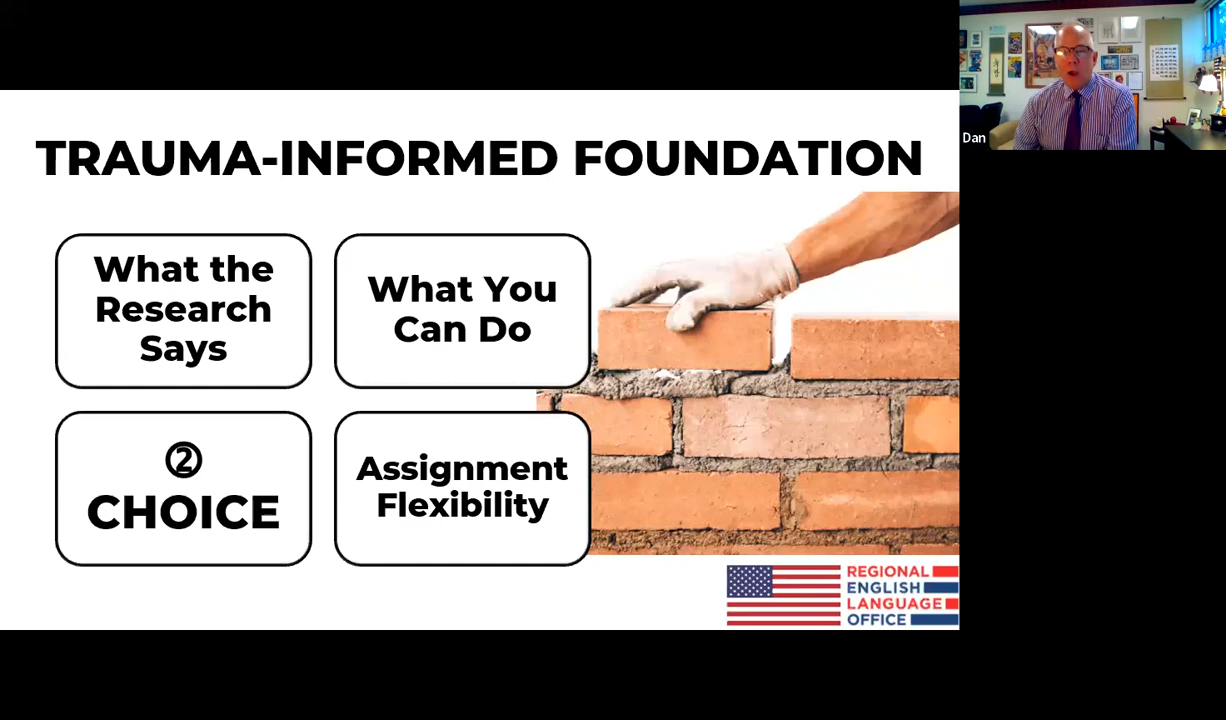 TRAUMA-INFORMED FOUNDATION
What the
Research
Says
What You
Can Do
②
CHOICE
Assignment
Flexibility
REGIONAL
ENGLISH
LANGUAGE
OFFICE
Dan